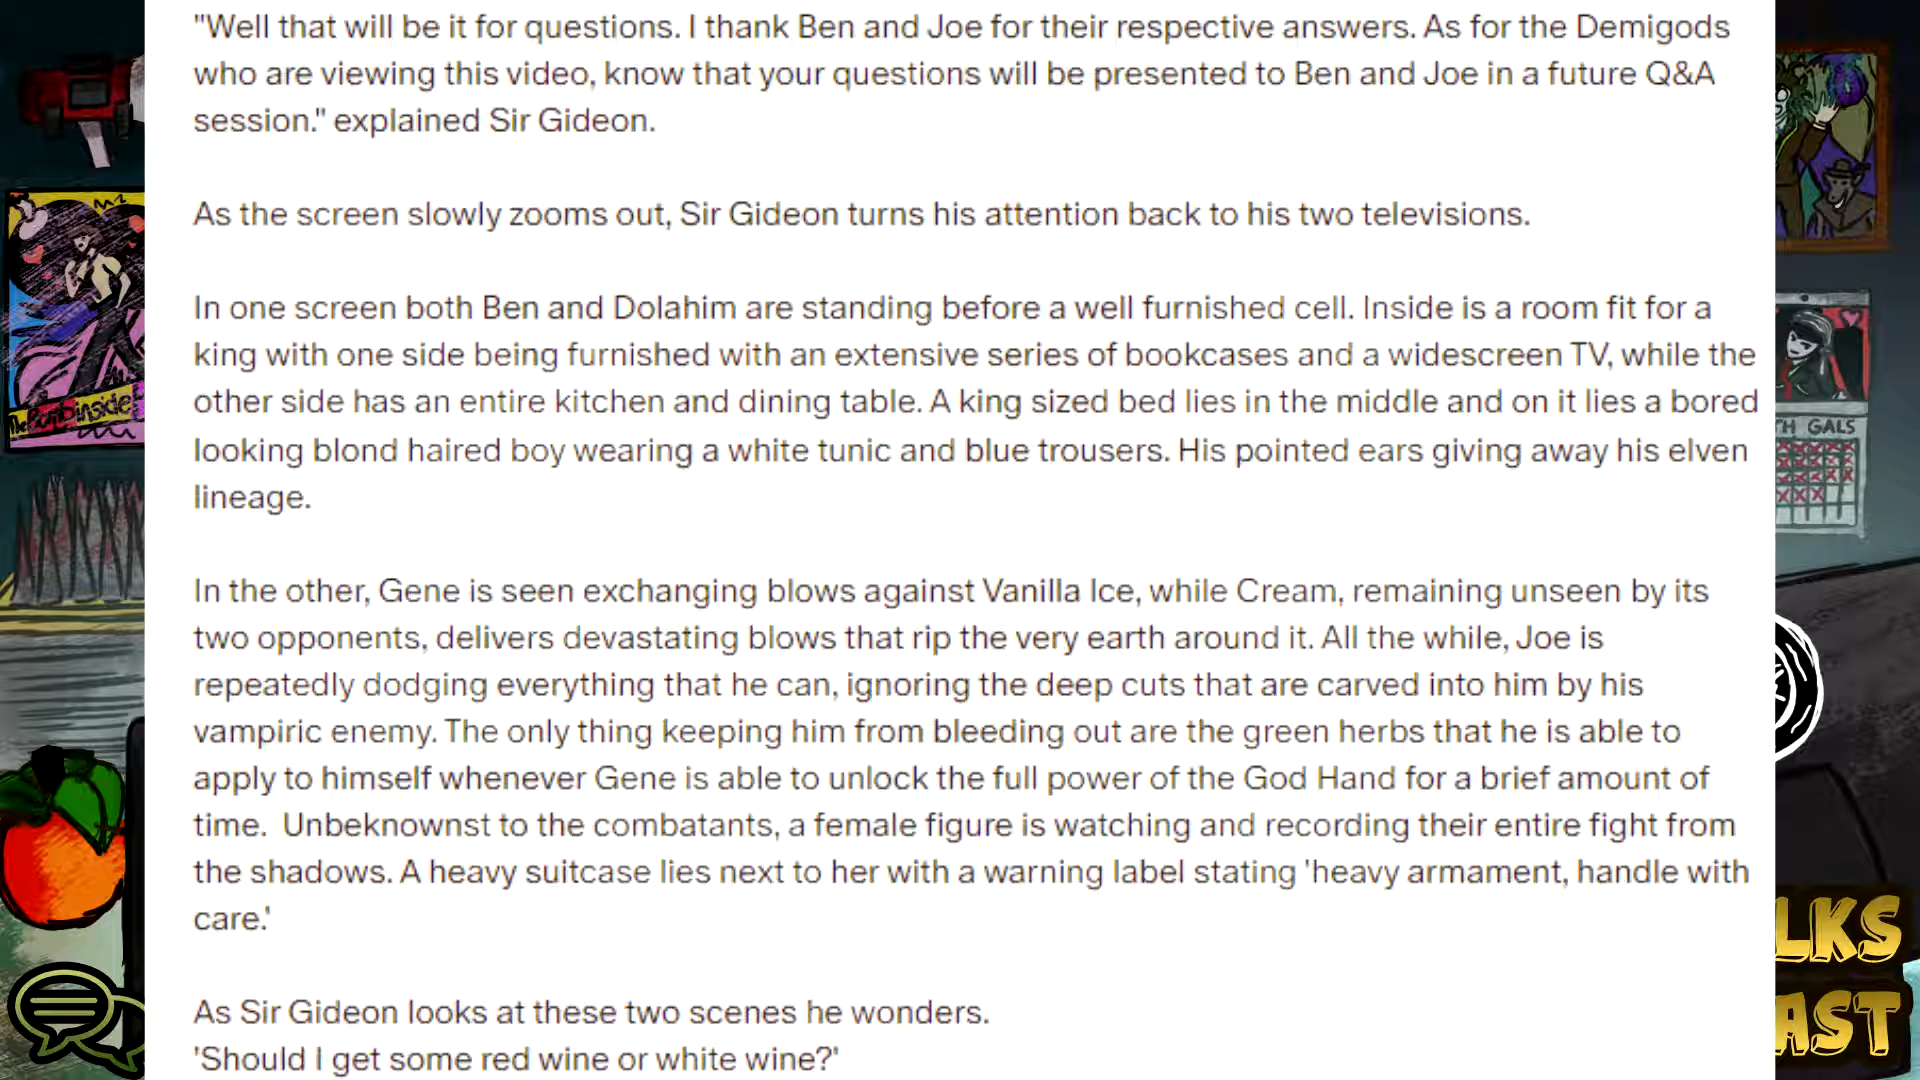 "Well that will be it for questions. I thank Ben and Joe for their respective answers. As for the Demigods
who are viewing this video, know that your questions will be presented to Ben and Joe in a future Q&A
session." explained Sir Gideon.
As the screen slowly zooms out, Sir Gideon turns his attention back to his two televisions.
In one screen both Ben and Dolahim are standing before a well furnished cell. Inside is a room fit for a
king with one side being furnished with an extensive series of bookcases and a widescreen TV, while the
other side has an entire kitchen and dining table. A king sized bed lies in the middle and on it lies a bored
looking blond haired boy wearing a white tunic and blue trousers. His pointed ears giving away his elven
lineage.
In the other, Gene is seen exchanging blows against Vanilla Ice, while Cream, remaining unseen by its
two opponents, delivers devastating blows that rip the very earth around it. All the while, Joe is
repeatedly dodging everything that he can, ignoring the deep cuts that are carved into him by his
vampiric enemy. The only thing keeping him from bleeding out are the green herbs that he is able to
apply to himself whenever Gene is able to unlock the full power of the God Hand for a brief amount of
time.  Unbeknownst to the combatants, a female figure is watching and recording their entire fight from
the shadows. A heavy suitcase lies next to her with a warning label stating 'heavy armament, handle with
care.'
As Sir Gideon looks at these two scenes he wonders.
'Should I get some red wine or white wine?'
TH GALS
LKS
AST